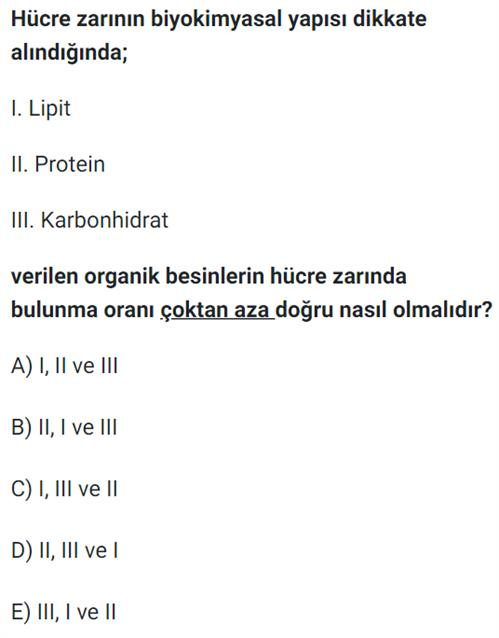 Hücre zarının biyokimyasal yapısı dikkate
alındığında;
I. Lipit
II. Protein
III. Karbonhidrat
verilen organik besinlerin hücre zarında
bulunma oranı çoktan aza doğru nasıl olmalıdır?
A) I, II ve III
B) II, I ve III
C) I, III ve II
D) II, III ve I
E) III, I ve II